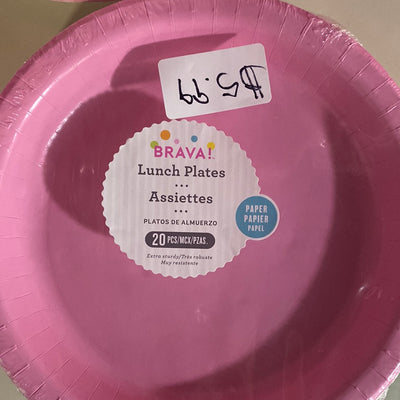 $5.99
BRAVA!
Lunch Plates
Assiettes
PLATOS DE ALMUERZO
20 PCS/MCX/PZAS.
Extra sturdy/Très robuste
Muy resistente
PAPER
PAPIER
PAPEL